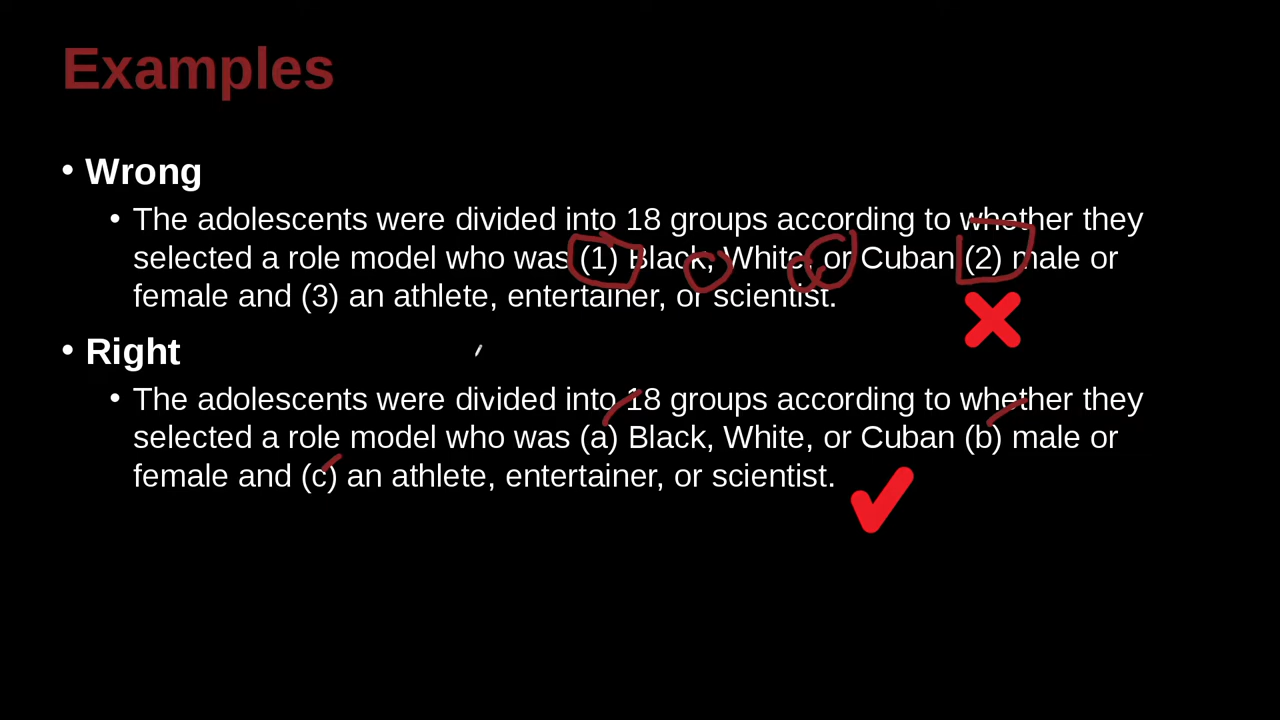 Examples
• Wrong
• The adolescents were divided into 18 groups according to whether they
selected a role model who was (1) Black, White, or Cuban (2) male or
female and (3) an athlete, entertainer, or scientist.
• Right
• The adolescents were divided into 18 groups according to whether they
selected a role model who was (a) Black, White, or Cuban (b) male or
female and (c) an athlete, entertainer, or scientist.